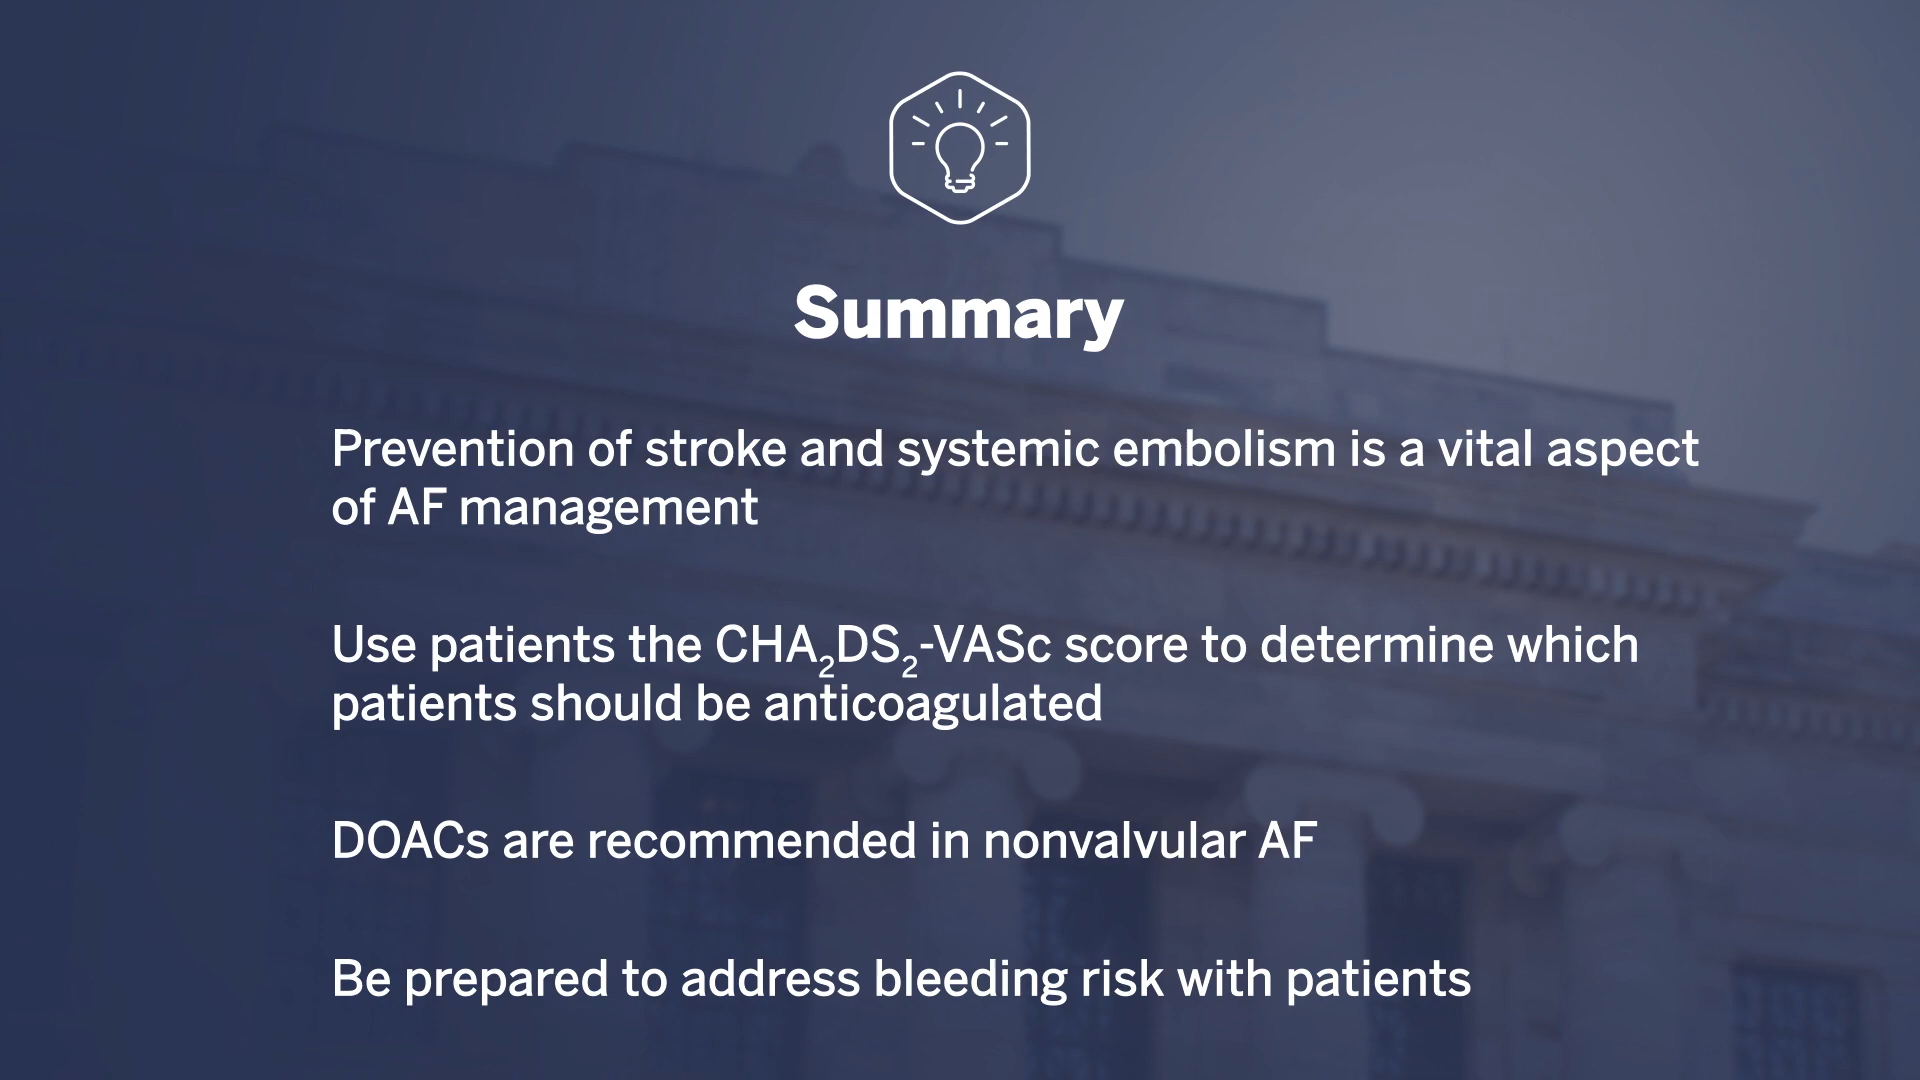 Summary
Prevention of stroke and systemic embolism is a vital aspect
of AF management
Use patients the CHA₂DS₂-VASc score to determine which
patients should be anticoagulated
DOACs are recommended in nonvalvular AF
Be prepared to address bleeding risk with patients